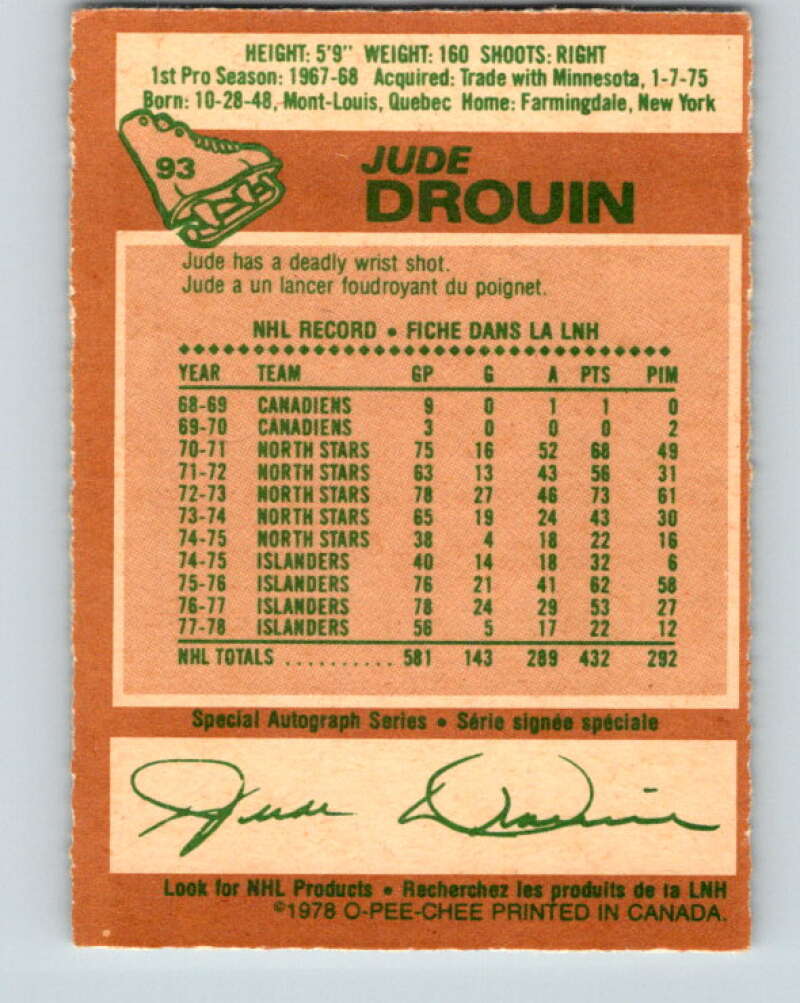 HEIGHT: 5'9" WEIGHT: 160 SHOOTS: RIGHT
1st Pro Season: 1967-68 Acquired: Trade with Minnesota, 1-7-75
Born: 10-28-48, Mont-Louis, Quebec Home: Farmingdale, New York
93
JUDE
DROUIN
Jude has a deadly wrist shot.
Jude a un lancer foudroyant du poignet.
NHL RECORD • FICHE DANS LA LNH
YEAR TEAM GP G A PTS PIM
68-69 CANADIENS 9 0 1 1 0
69-70 CANADIENS 3 0 0 0 2
70-71 NORTH STARS 75 16 52 68 49
71-72 NORTH STARS 63 13 43 56 31
72-73 NORTH STARS 78 27 46 73 61
73-74 NORTH STARS 65 19 24 43 30
74-75 NORTH STARS 38 4 18 22 16
74-75 ISLANDERS 40 14 18 32 6
75-76 ISLANDERS 76 21 41 62 58
76-77 ISLANDERS 78 24 29 53 27
77-78 ISLANDERS 56 5 17 22 12
NHL TOTALS .......... 581 143 289 432 292
Special Autograph Series • Série signée spéciale
Jude Drouin
Look for NHL Products • Recherchez les produits de la LNH
©1978 O-PEE-CHEE PRINTED IN CANADA.